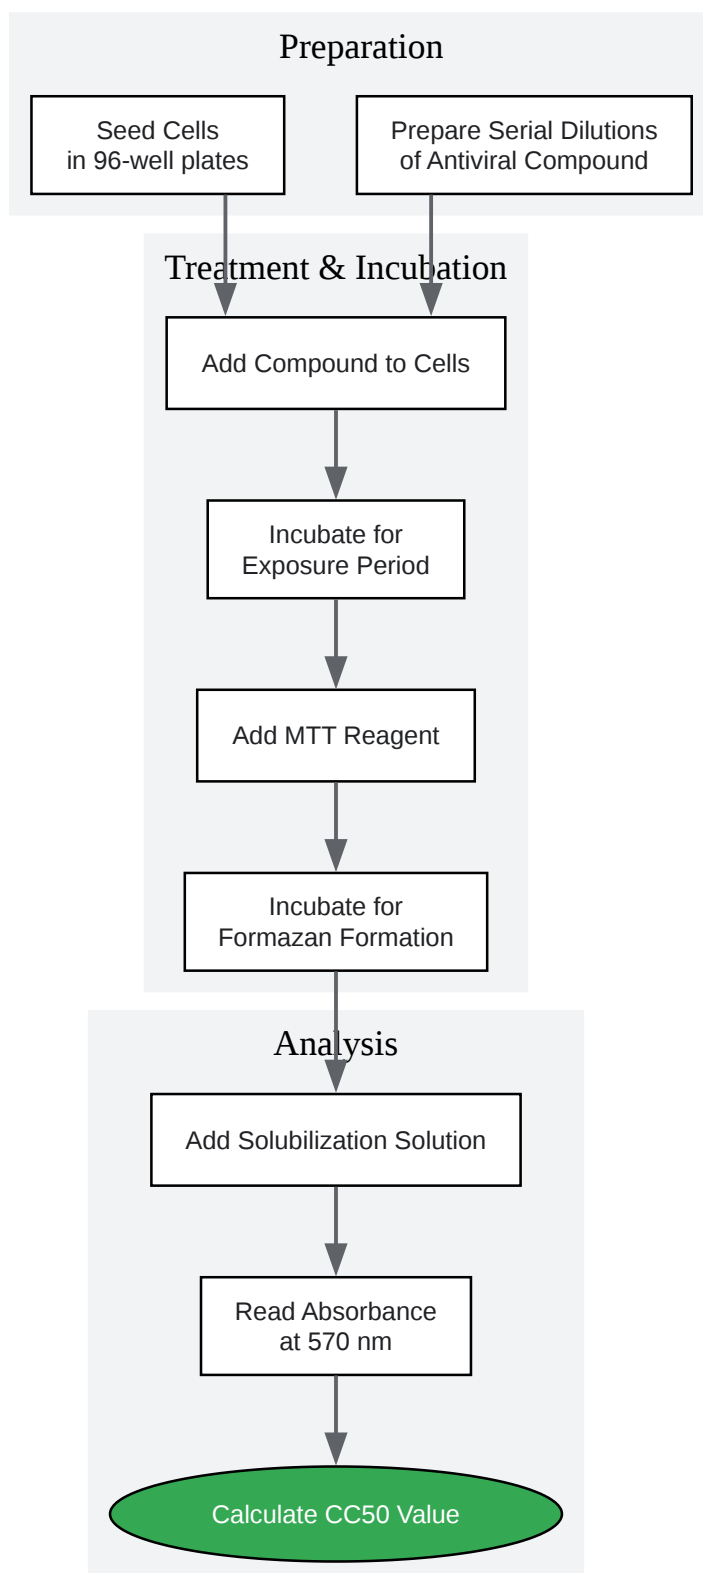 Preparation
Seed Cells
in 96-well plates
Prepare Serial Dilutions
of Antiviral Compound
Treatment & Incubation
Add Compound to Cells
Incubate for
Exposure Period
Add MTT Reagent
Incubate for
Formazan Formation
Analysis
Add Solubilization Solution
Read Absorbance
at 570 nm
Calculate CC50 Value